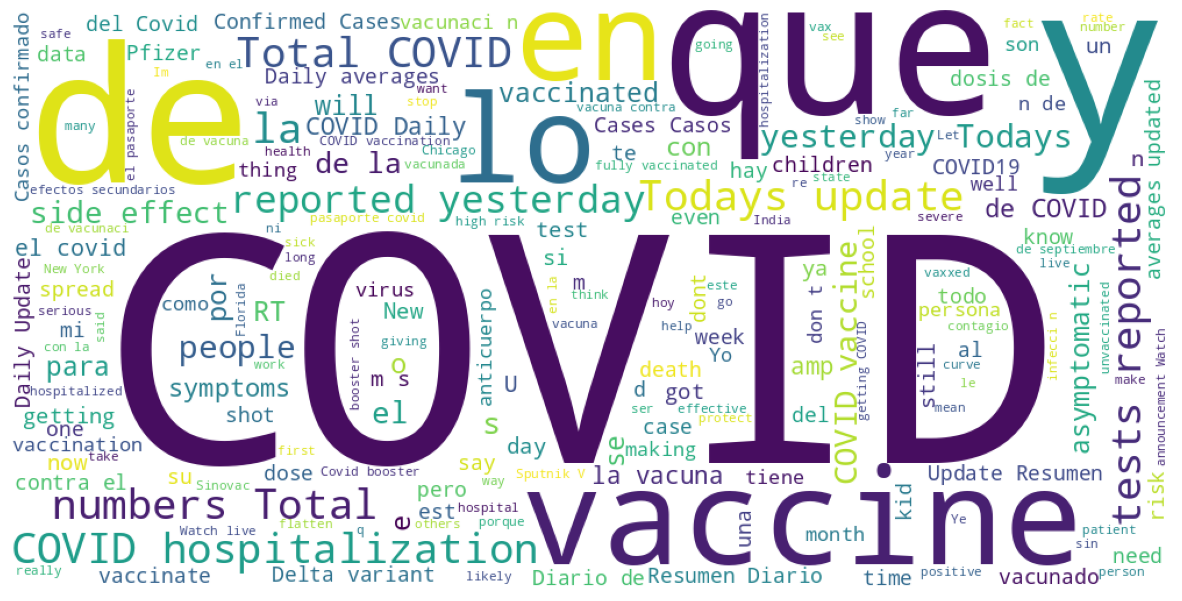 safe
del Covid
Confirmed Cases
vacunaci n
en
que
y
vax
fact
rate
number
data
Pfizer
en el
Total COVID
going
see
son
un
hospitalization
Casos confirmado
de
Im
Daily averages
via
want
stop
vaccinated
dosis de
n de
many
el pasaporte
will
lo
vacuna contra
show
far
la
COVID Daily
Cases Casos
yesterday
Let
Todays
de vacuna
health
COVID vaccination
Chicago
te
con
year
averages updated
thing
de la
vacunada
fully vaccinated
hay
children
re
state
COVID19
well
n
efectos secundarios
reported yesterday
Todays update
severe
de COVID
side effect
pasaporte covid
high risk
even
India
de vacunaci
ni
test
know
el covid
sick
long
si
COVID
de septiembre
New York
died
ya
vaxxed
live
spread
serious
como
por
Florida
RT
virus
New
m
think
en la
este
go
hoy
dont
school
todo
persona
contagio
Daily Update
said
mi
con la
people
work
giving
booster shot
o
anticuerpo
vacuna
help
week
Yo
don t
COVID vaccine
getting COVID
still
al
curve
le
mean
infecci n
asymptomatic
unvaccinated
tests reported
make
announcement Watch
para
hospitalized
symptoms
m s
el
U
death
d
got
amp
getting
shot
s
ser
effective
protect
del
one
vaccination
take
now
contra el
first
dose
day
se
case
making
su
Sinovac
Covid booster
say
way
Sputnik V
la vacuna
tiene
Update Resumen
risk
numbers Total
pero
est
hospital
e
others
porque
vaccine
una
kid
Ye
patient
sin
Watch live
flatten
q
month
COVID hospitalization
need
really
vaccinate
Delta variant
likely
Diario de
Resumen Diario
time
positive
vacunado
person